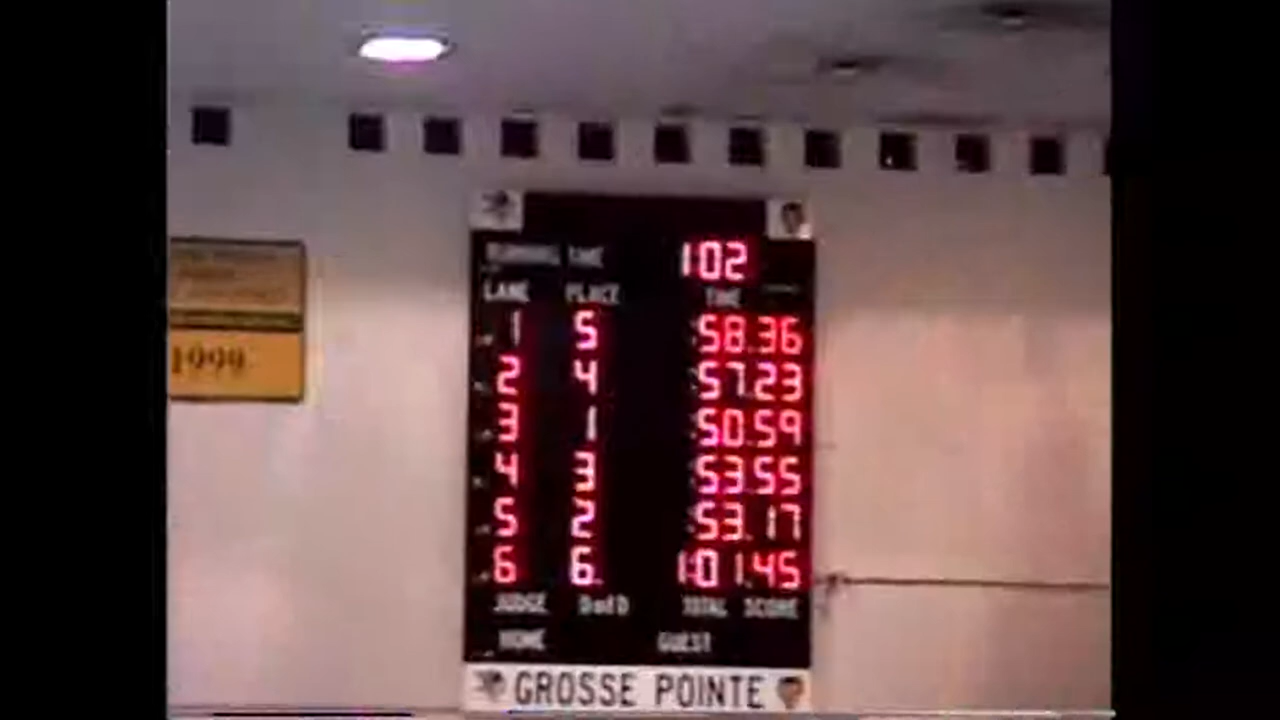 1999
RUNNING TIME 102
LANE PLACE TIME
1 5 58.36
2 4 57.23
3 1 50.59
4 3 53.55
5 2 53.17
6 6 1:01.45
JUDGE TOTAL SCORE
HOME GUEST
GROSSE POINTE